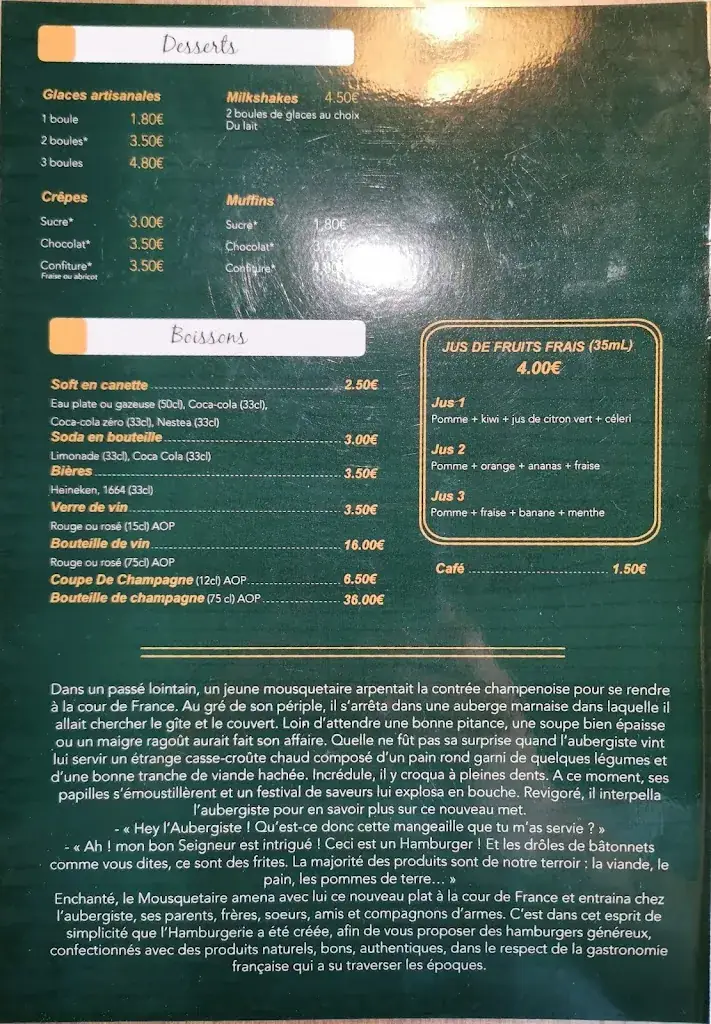 Desserts
Glaces artisanales
1 boule 1.80€
2 boules* 3.50€
3 boules 4.80€
Milkshakes 4.50€
2 boules de glaces au choix
Du lait
Crêpes
Sucre* 3.00€
Chocolat* 3.50€
Confiture* 3.50€
Fraise ou abricot
Muffins
Sucre* 1.80€
Chocolat*
Confiture*
Boissons
Soft en canette 2.50€
Eau plate ou gazeuse (50cl), Coca-cola (33cl),
Coca-cola zéro (33cl), Nestea (33cl)
Soda en bouteille 3.00€
Limonade (33cl), Coca Cola (33cl)
Bières 3.50€
Heineken, 1664 (33cl)
Verre de vin 3.50€
Rouge ou rosé (15cl) AOP
Bouteille de vin 16.00€
Rouge ou rosé (75cl) AOP
Coupe De Champagne (12cl) AOP 6.50€
Bouteille de champagne (75 cl) AOP 36.00€
JUS DE FRUITS FRAIS (35mL)
4.00€
Jus 1
Pomme + kiwi + jus de citron vert + céleri
Jus 2
Pomme + orange + ananas + fraise
Jus 3
Pomme + fraise + banane + menthe
Café 1.50€
Dans un passé lointain, un jeune mousquetaire arpentait la contrée champenoise pour se rendre
à la cour de France. Au gré de son périple, il s'arrêta dans une auberge marnaise dans laquelle il
allait chercher le gîte et le couvert. Loin d'attendre une bonne pitance, une soupe bien épaisse
ou un maigre ragoût aurait fait son affaire. Quelle ne fût pas sa surprise quand l'aubergiste vint
lui servir un étrange casse-croûte chaud composé d'un pain rond garni de quelques légumes et
d'une bonne tranche de viande hachée. Incrédule, il y croqua à pleines dents. A ce moment, ses
papilles s'émoustillèrent et un festival de saveurs lui explosa en bouche. Revigoré, il interpella
l'aubergiste pour en savoir plus sur ce nouveau met.
- « Hey l'Aubergiste ! Qu'est-ce donc cette mangeaille que tu m'as servie ? »
- « Ah ! mon bon Seigneur est intrigué ! Ceci est un Hamburger ! Et les drôles de bâtonnets
comme vous dites, ce sont des frites. La majorité des produits sont de notre terroir : la viande, le
pain, les pommes de terre... »
Enchanté, le Mousquetaire amena avec lui ce nouveau plat à la cour de France et entraina chez
l'aubergiste, ses parents, frères, soeurs, amis et compagnons d'armes. C'est dans cet esprit de
simplicité que l'Hamburgerie a été créée, afin de vous proposer des hamburgers généreux,
confectionnés avec des produits naturels, bons, authentiques, dans le respect de la gastronomie
française qui a su traverser les époques.